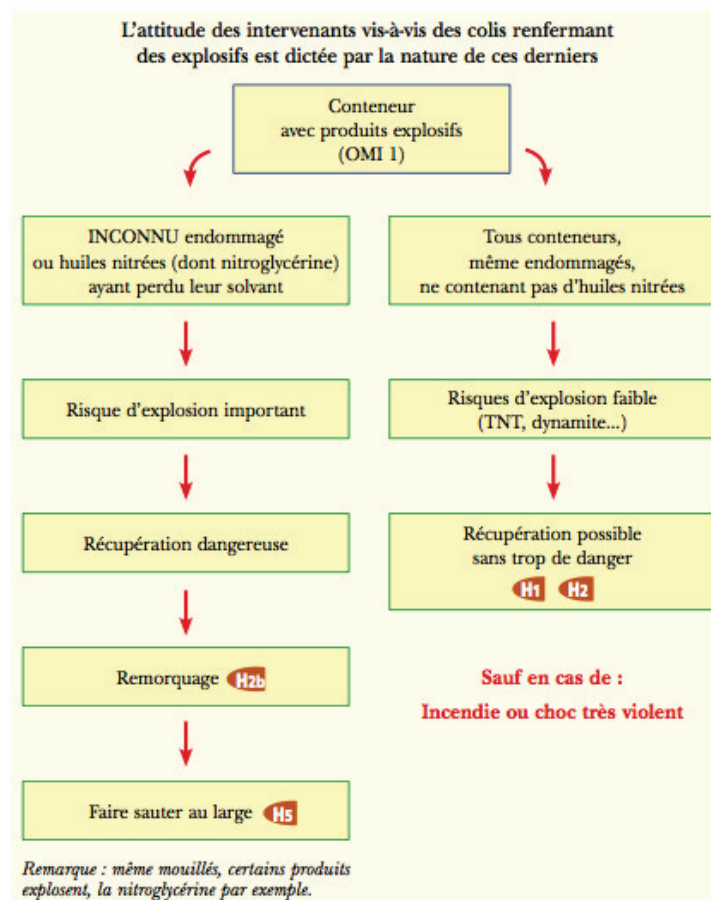 L'attitude des intervenants vis-à-vis des colis renfermant
des explosifs est dictée par la nature de ces derniers
Conteneur
avec produits explosifs
(OMI 1)
INCONNU endommagé
ou huiles nitrées (dont nitroglycérine)
ayant perdu leur solvant
Risque d'explosion important
Récupération dangereuse
Remorquage H2b
Faire sauter au large H5
Remarque : même mouillés, certains produits
explosent, la nitroglycérine par exemple.
Tous conteneurs,
même endommagés,
ne contenant pas d'huiles nitrées
Risques d'explosion faible
(TNT, dynamite...)
Récupération possible
sans trop de danger
H1 H2
Sauf en cas de :
Incendie ou choc très violent